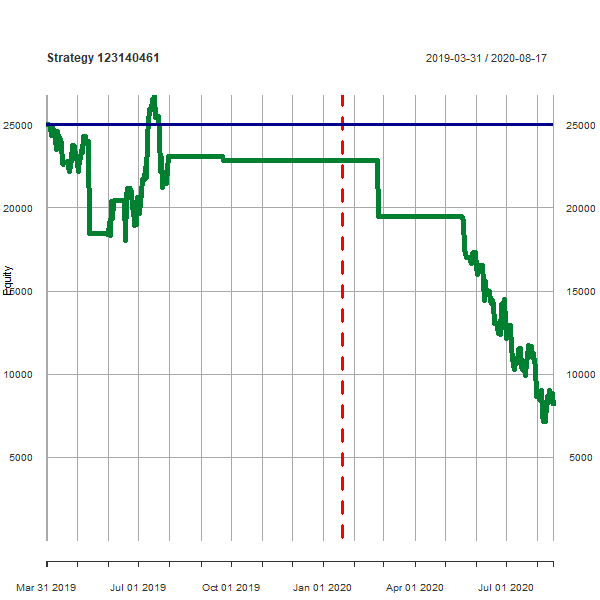 Strategy 123140461
2019-03-31 / 2020-08-17
25000
25000
20000
20000
Equity
15000
15000
10000
10000
5000
5000
Mar 31 2019
Jul 01 2019
Oct 01 2019
Jan 01 2020
Apr 01 2020
Jul 01 2020